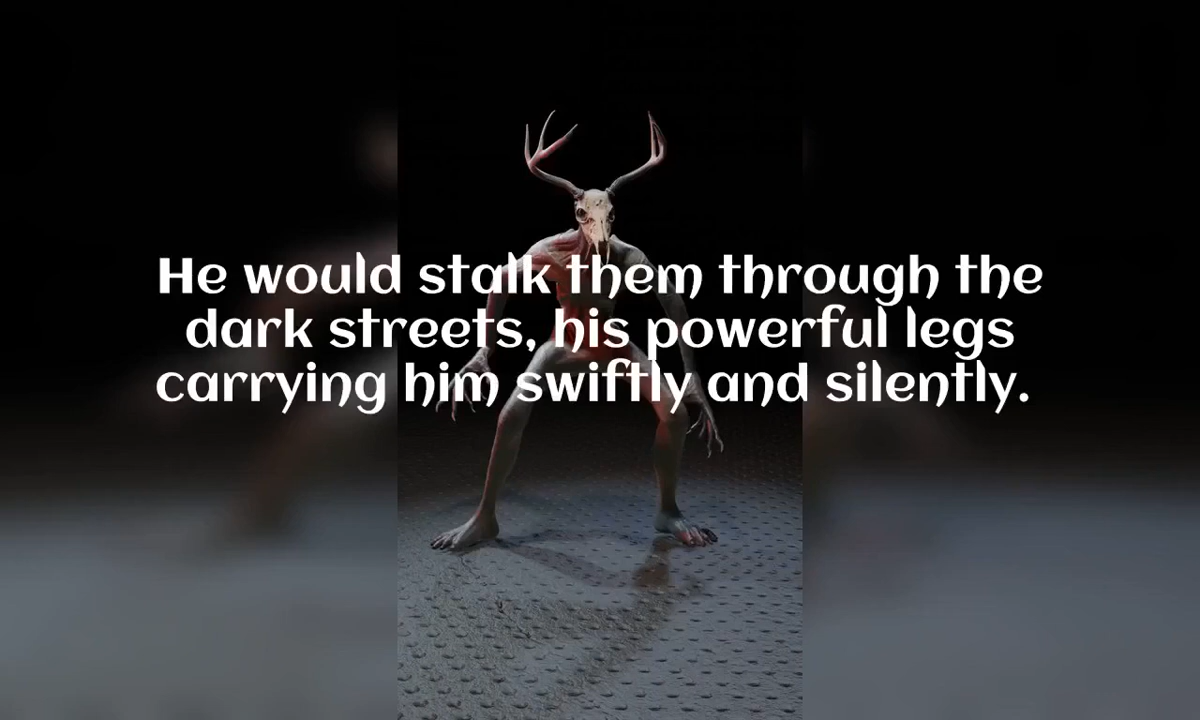 He would stalk them through the
dark streets, his powerful legs
carrying him swiftly and silently.